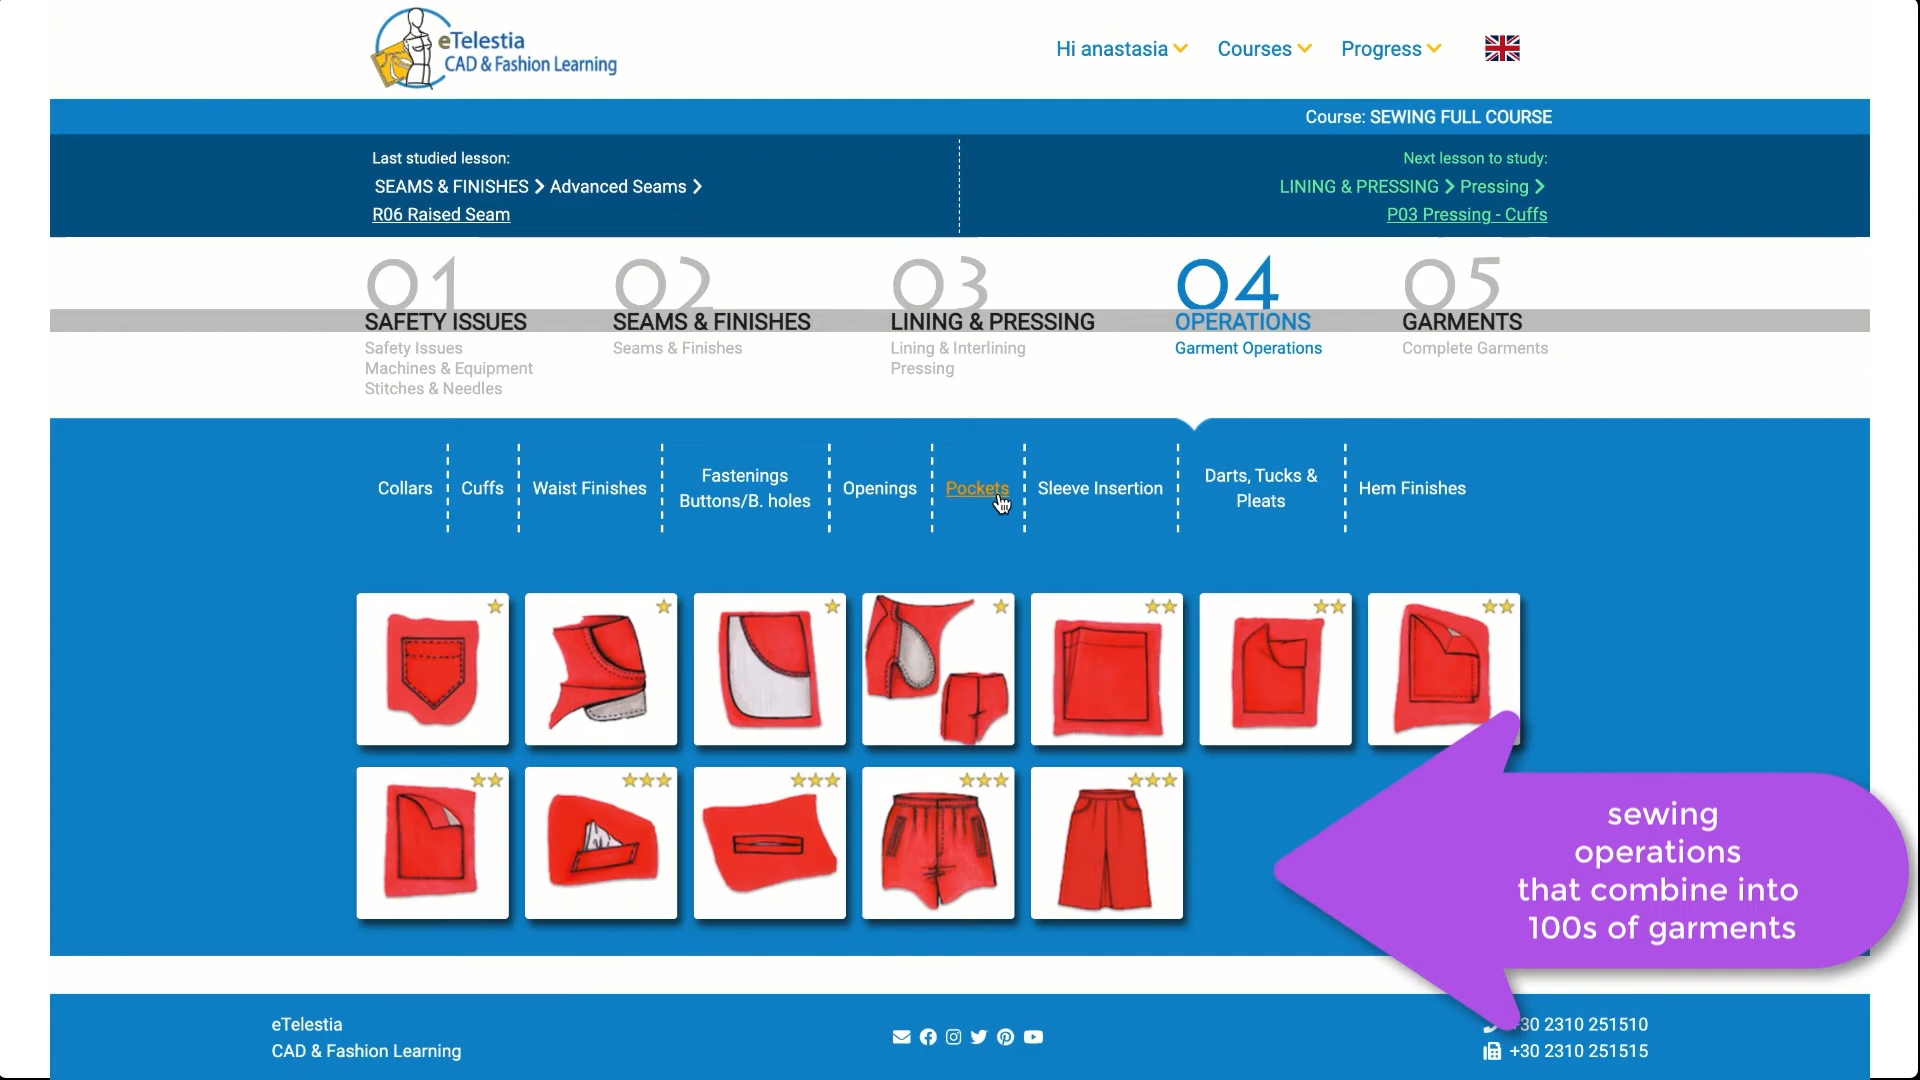 eTelestia
CAD & Fashion Learning
Hi anastasia
Courses
Progress
Course: SEWING FULL COURSE
Last studied lesson:
SEAMS & FINISHES > Advanced Seams >
R06 Raised Seam
Next lesson to study:
LINING & PRESSING > Pressing >
P03 Pressing - Cuffs
01
SAFETY ISSUES
Safety Issues
Machines & Equipment
Stitches & Needles
02
SEAMS & FINISHES
Seams & Finishes
03
LINING & PRESSING
Lining & Interlining
Pressing
04
OPERATIONS
Garment Operations
05
GARMENTS
Complete Garments
Collars
Cuffs
Waist Finishes
Fastenings
Buttons/B. holes
Openings
Pockets
Sleeve Insertion
Darts, Tucks &
Pleats
Hem Finishes
sewing
operations
that combine into
100s of garments
eTelestia
CAD & Fashion Learning
30 2310 251510
+30 2310 251515